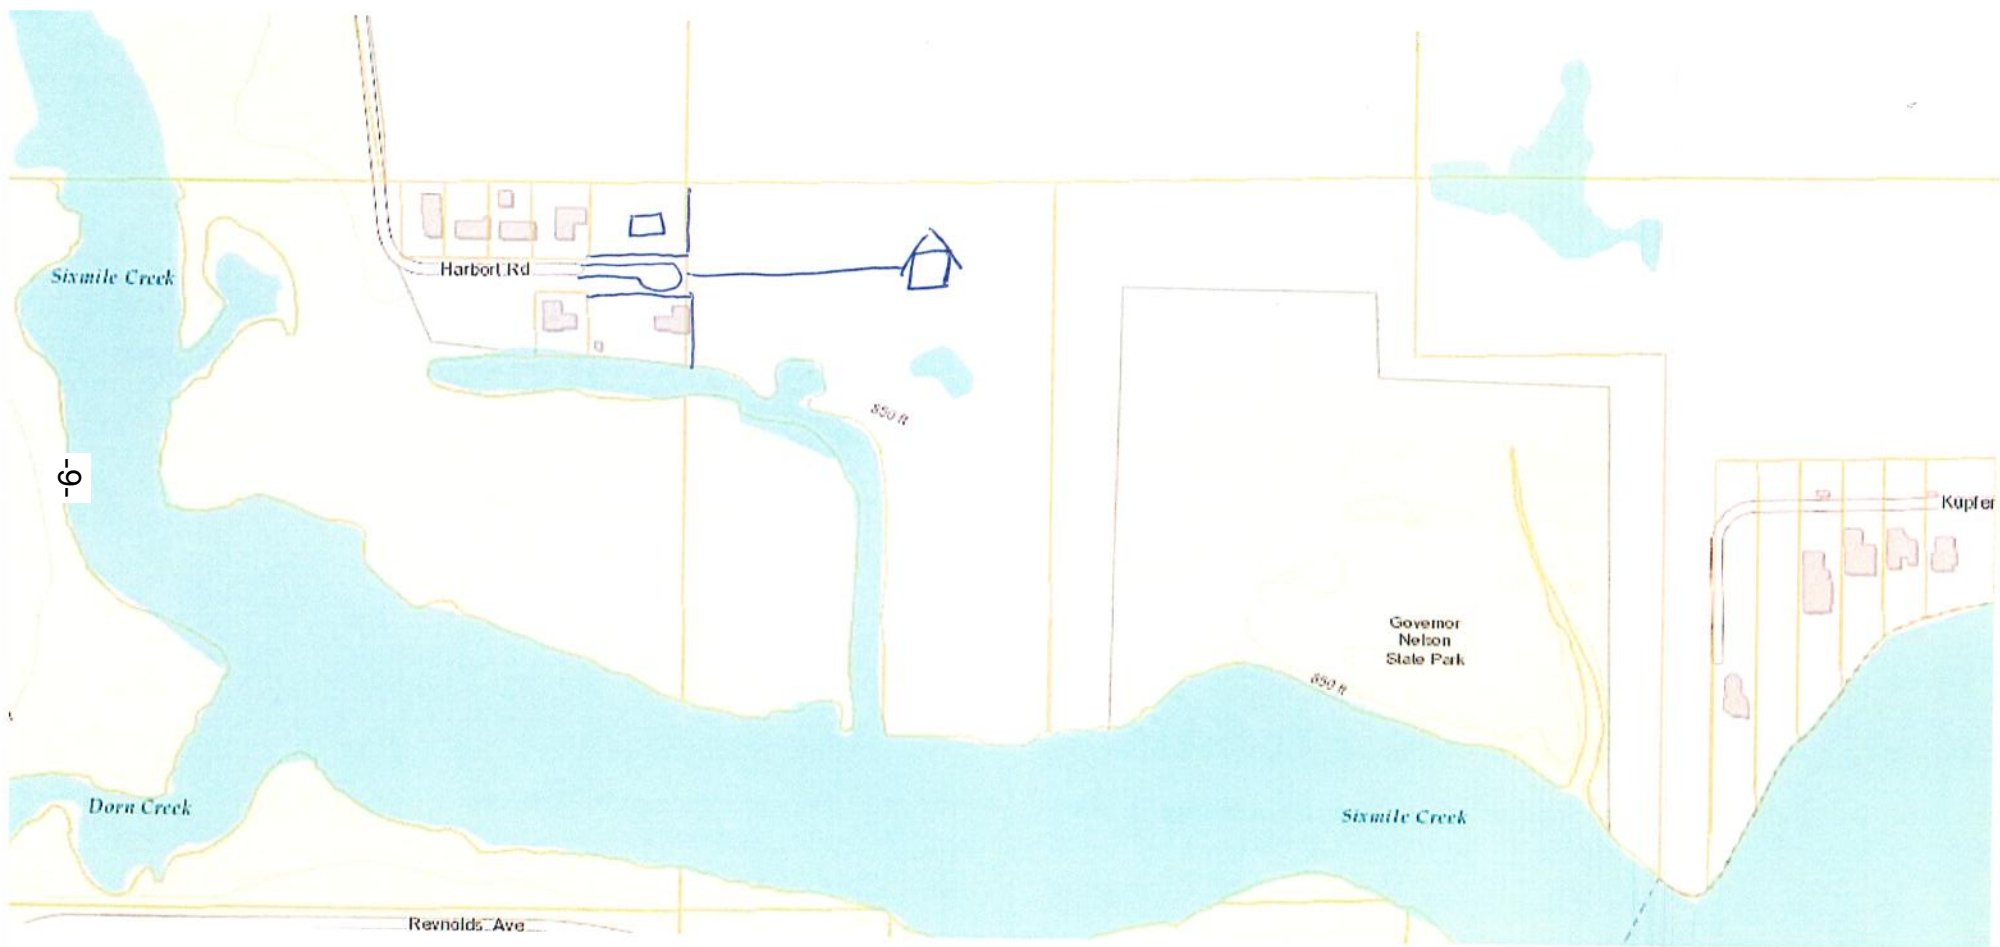 Harbort Rd
Sixmile Creek
850 ft
-6-
Kupfer
Governor
Nelson
State Park
850 ft
Dorn Creek
Sixmile Creek
Reynolds Ave